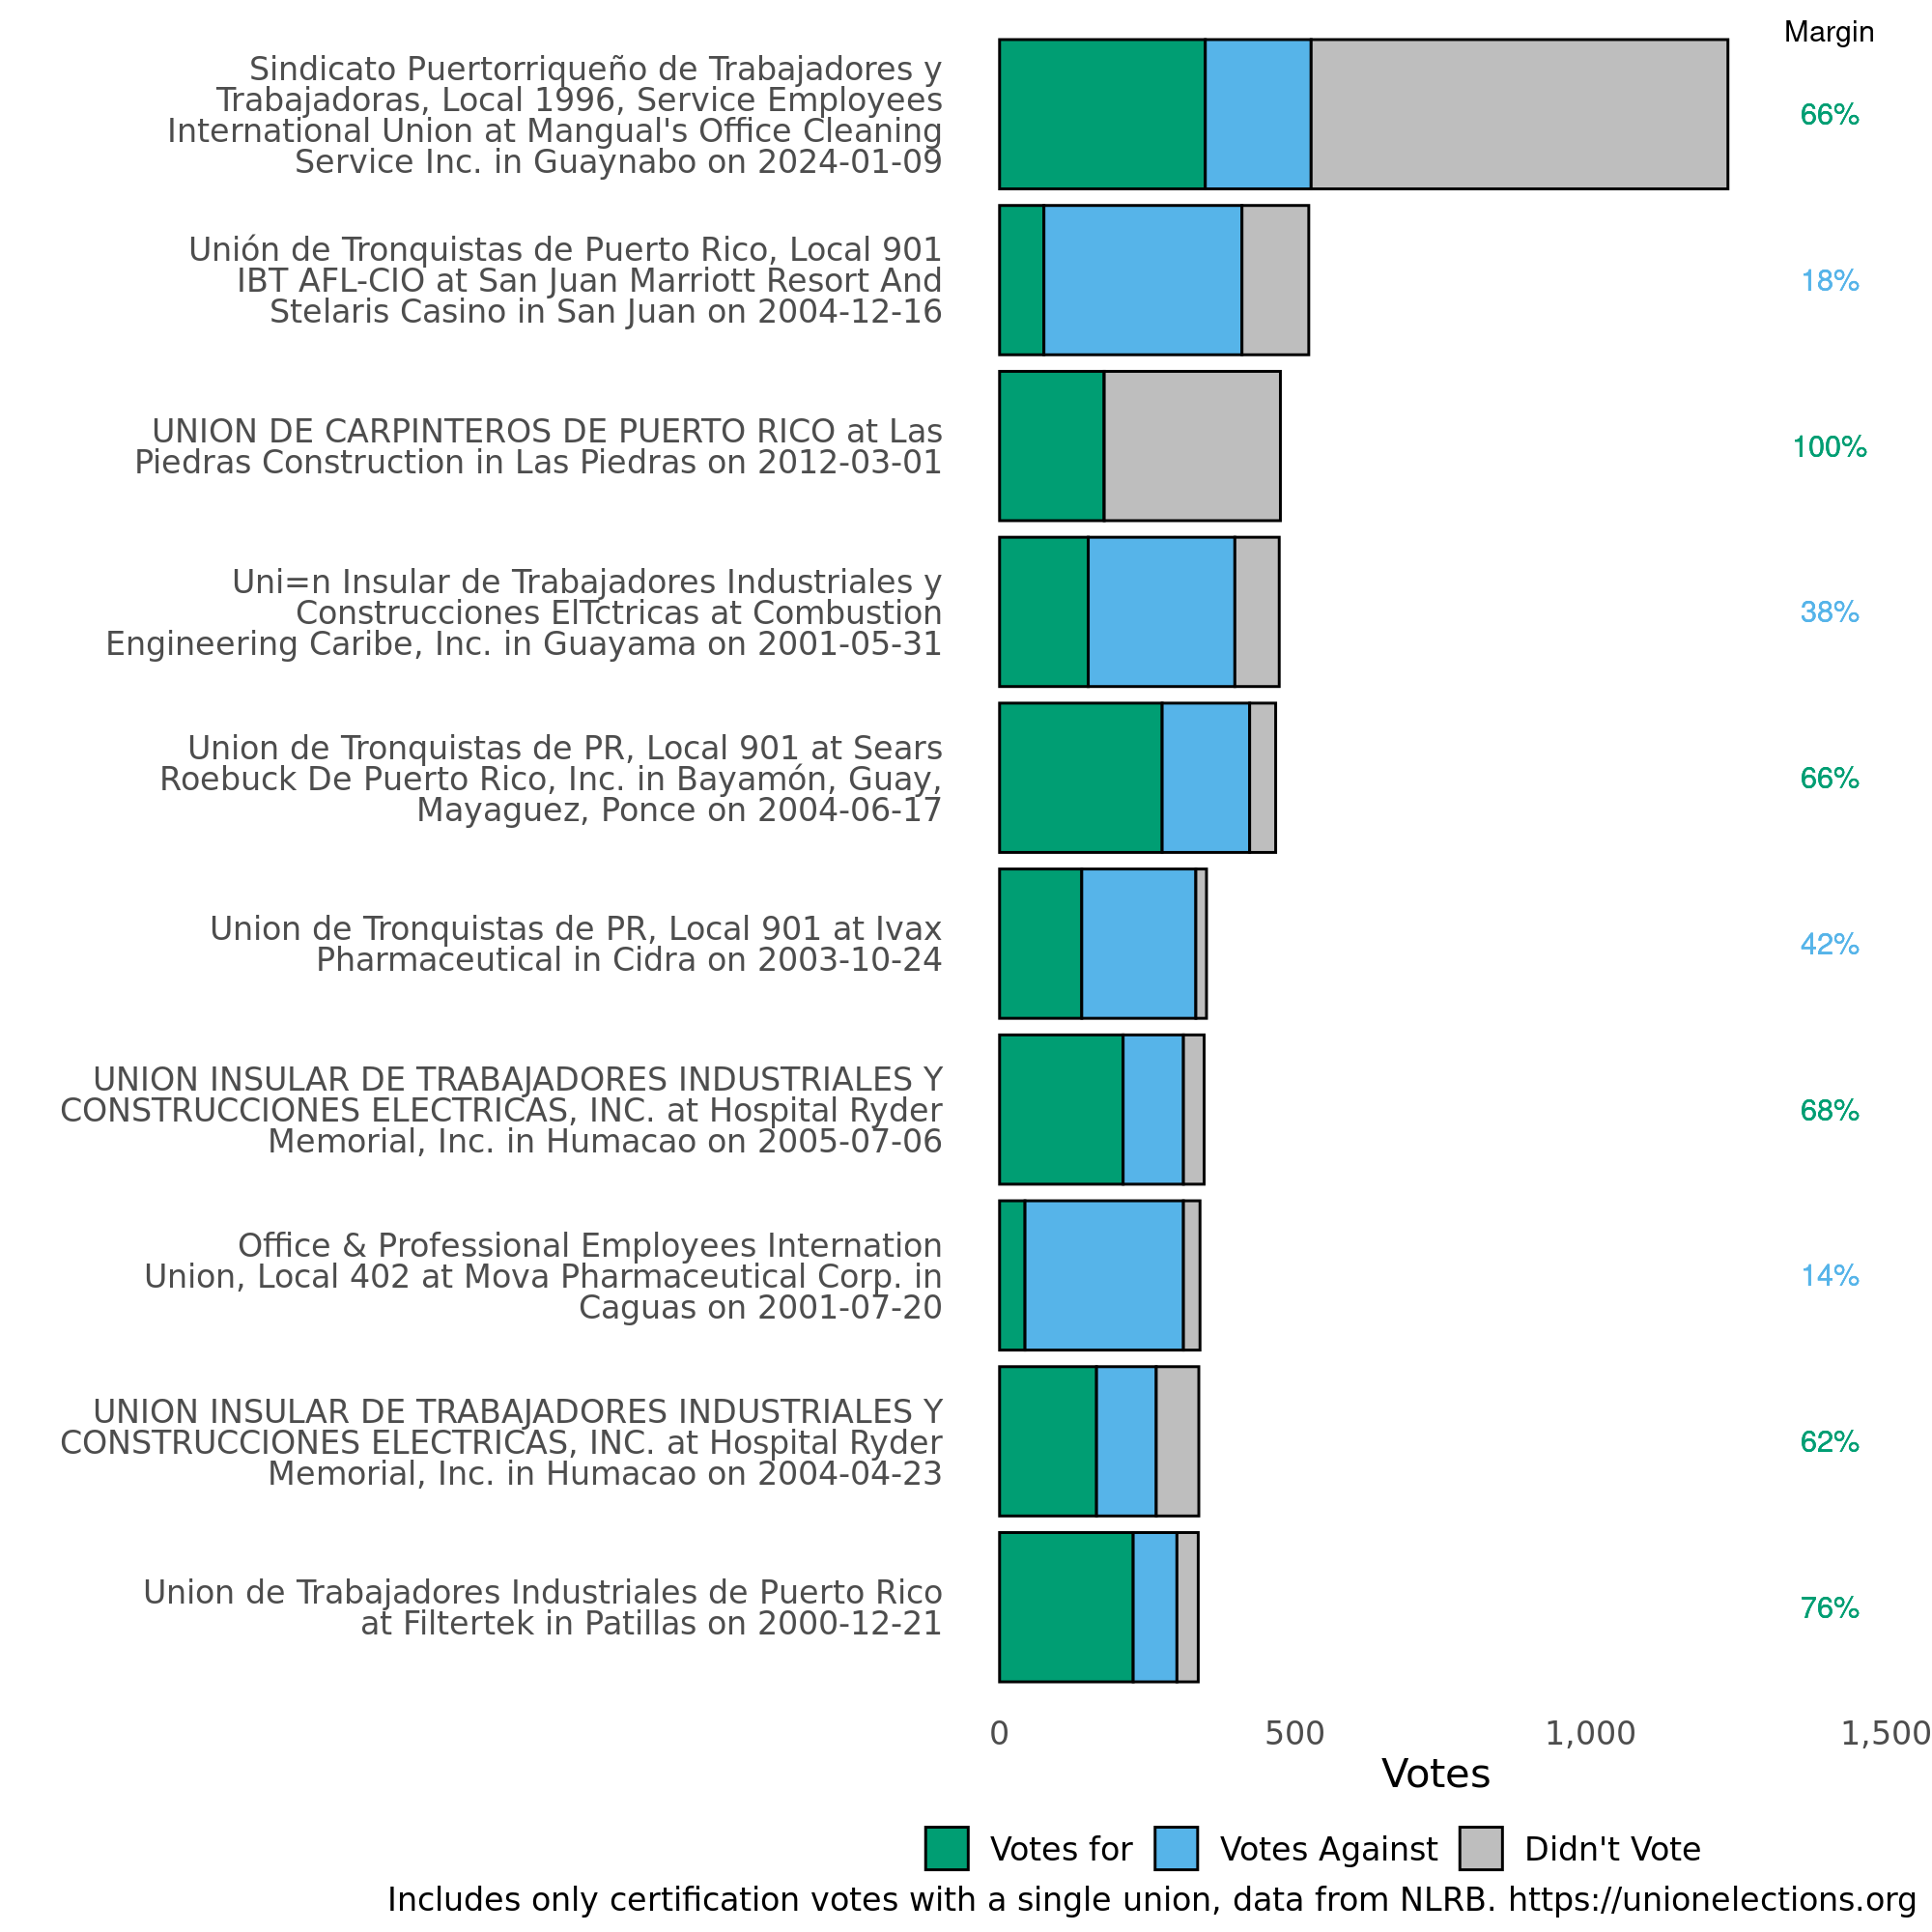 Margin
Sindicato Puertorriqueño de Trabajadores y
Trabajadoras, Local 1996, Service Employees
International Union at Mangual's Office Cleaning
Service Inc. in Guaynabo on 2024-01-09
66%
Unión de Tronquistas de Puerto Rico, Local 901
IBT AFL-CIO at San Juan Marriott Resort And
Stelaris Casino in San Juan on 2004-12-16
18%
UNION DE CARPINTEROS DE PUERTO RICO at Las
Piedras Construction in Las Piedras on 2012-03-01
100%
Uni=n Insular de Trabajadores Industriales y
Construcciones ElTctricas at Combustion
Engineering Caribe, Inc. in Guayama on 2001-05-31
38%
Union de Tronquistas de PR, Local 901 at Sears
Roebuck De Puerto Rico, Inc. in Bayamón, Guay,
Mayaguez, Ponce on 2004-06-17
66%
Union de Tronquistas de PR, Local 901 at Ivax
Pharmaceutical in Cidra on 2003-10-24
42%
UNION INSULAR DE TRABAJADORES INDUSTRIALES Y
CONSTRUCCIONES ELECTRICAS, INC. at Hospital Ryder
Memorial, Inc. in Humacao on 2005-07-06
68%
Office & Professional Employees Internation
Union, Local 402 at Mova Pharmaceutical Corp. in
Caguas on 2001-07-20
14%
UNION INSULAR DE TRABAJADORES INDUSTRIALES Y
CONSTRUCCIONES ELECTRICAS, INC. at Hospital Ryder
Memorial, Inc. in Humacao on 2004-04-23
62%
Union de Trabajadores Industriales de Puerto Rico
at Filtertek in Patillas on 2000-12-21
76%
0 500 1,000 1,500
Votes
Votes for Votes Against Didn't Vote
Includes only certification votes with a single union, data from NLRB. https://unionelections.org